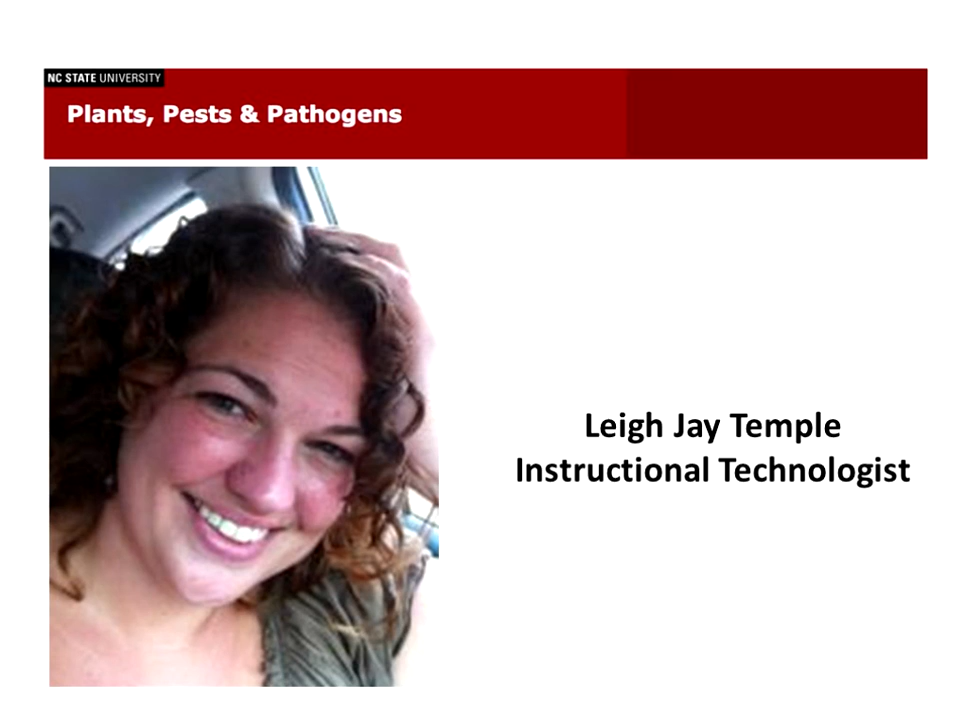 NC STATE UNIVERSITY
Plants, Pests & Pathogens
Leigh Jay Temple
Instructional Technologist